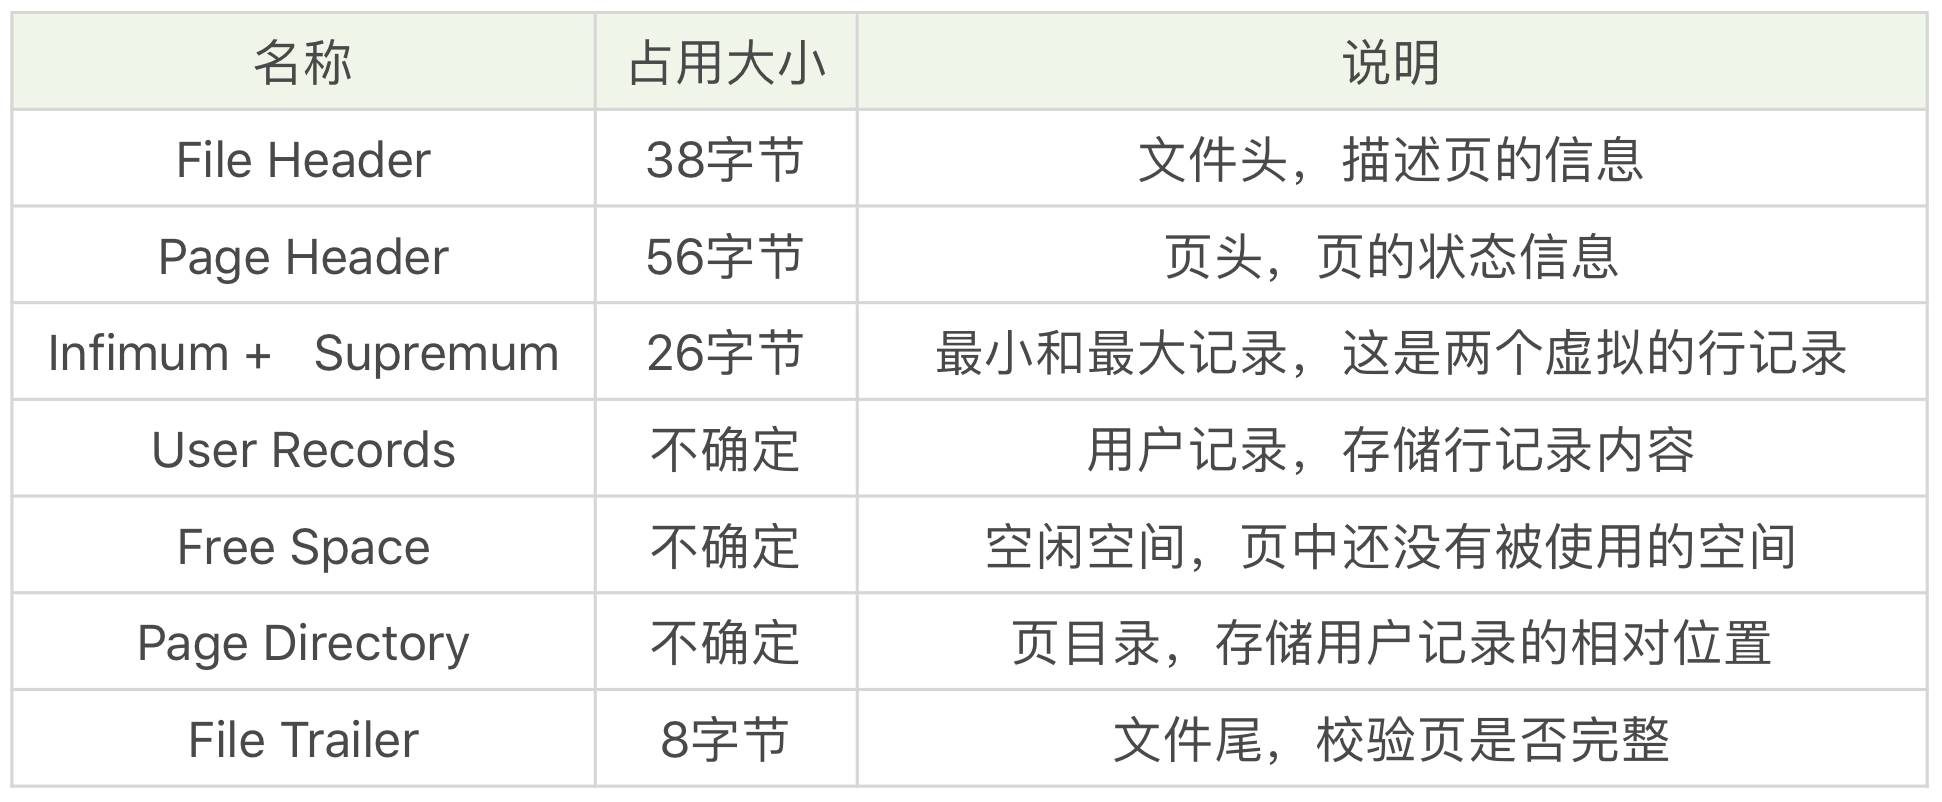 名称 占用大小 说明
File Header 38字节 文件头，描述页的信息
Page Header 56字节 页头，页的状态信息
Infimum + Supremum 26字节 最小和最大记录，这是两个虚拟的行记录
User Records 不确定 用户记录，存储行记录内容
Free Space 不确定 空闲空间，页中还没有被使用的空间
Page Directory 不确定 页目录，存储用户记录的相对位置
File Trailer 8字节 文件尾，校验页是否完整